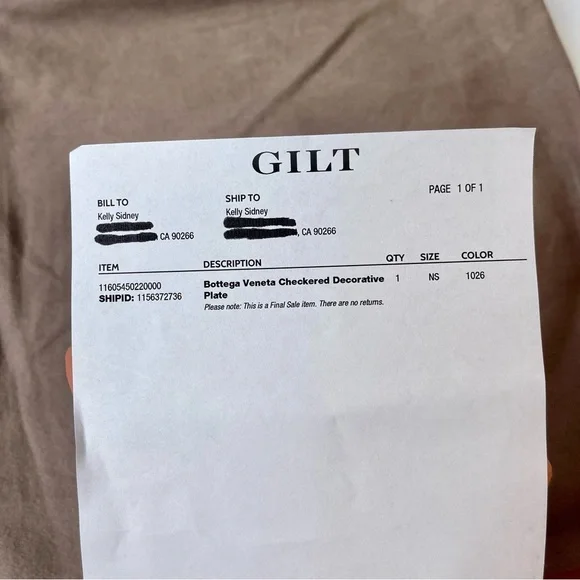 GILT
PAGE 1 OF 1
BILL TO
Kelly Sidney
CA 90266
SHIP TO
Kelly Sidney
, CA 90266
ITEM DESCRIPTION QTY SIZE COLOR
11605450220000 Bottega Veneta Checkered Decorative 1 NS 1026
SHIPID: 1156372736 Plate
Please note: This is a Final Sale item. There are no returns.